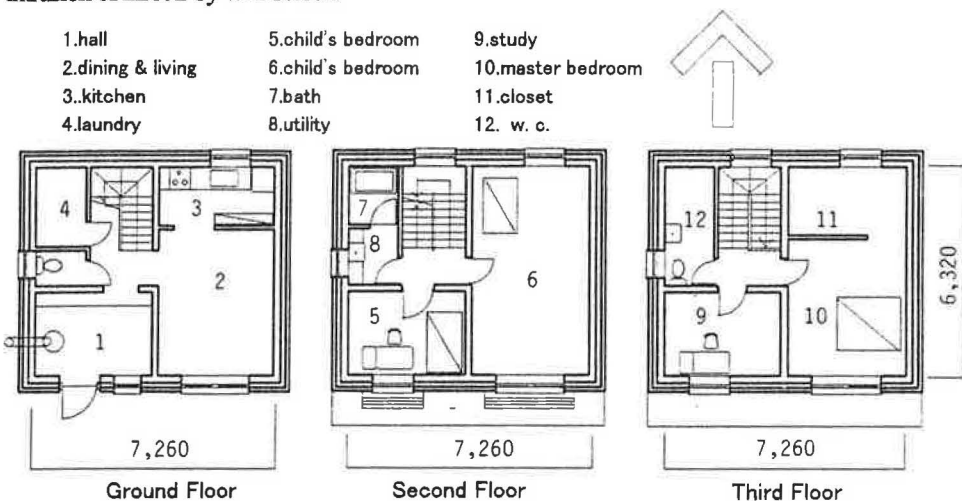 1.hall 5.child's bedroom 9.study
2.dining & living 6.child's bedroom 10.master bedroom
3..kitchen 7.bath 11.closet
4.laundry 8.utility 12. w. c.
4 3 2 1
7 8 6 5
12 11 9 10
6,320
7,260 7,260 7,260
Ground Floor Second Floor Third Floor